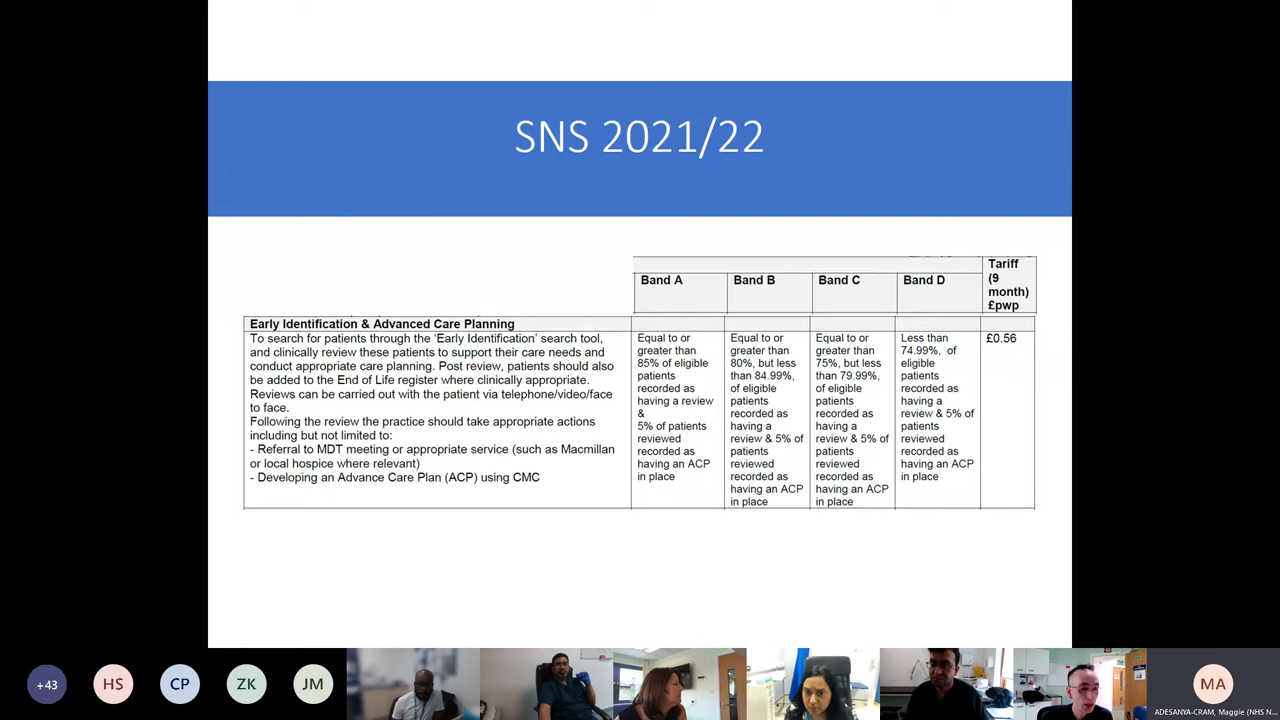 SNS 2021/22
Band A
Band B
Band C
Band D
Tariff
(9
month)
£pwp
Early Identification & Advanced Care Planning
To search for patients through the 'Early Identification' search tool,
and clinically review these patients to support their care needs and
conduct appropriate care planning. Post review, patients should also
be added to the End of Life register where clinically appropriate.
Reviews can be carried out with the patient via telephone/video/face
to face.
Following the review the practice should take appropriate actions
including but not limited to:
- Referral to MDT meeting or appropriate service (such as Macmillan
or local hospice where relevant)
- Developing an Advance Care Plan (ACP) using CMC
Equal to or
greater than
85% of eligible
patients
recorded as
having a review
&
5% of patients
reviewed
recorded as
having an ACP
in place
Equal to or
greater than
80%, but less
than 84.99%,
of eligible
patients
recorded as
having a
review & 5% of
patients
reviewed
recorded as
having an ACP
in place
Equal to or
greater than
75%, but less
than 79.99%,
of eligible
patients
recorded as
having a
review & 5% of
patients
reviewed
recorded as
having an ACP
in place
Less than
74.99%, of
eligible
patients
recorded as
having a
review & 5% of
patients
reviewed
recorded as
having an ACP
in place
£0.56
+43
HS
CP
ZK
JM
MA
ADESANYA-CRAM, Maggie (NHS N...